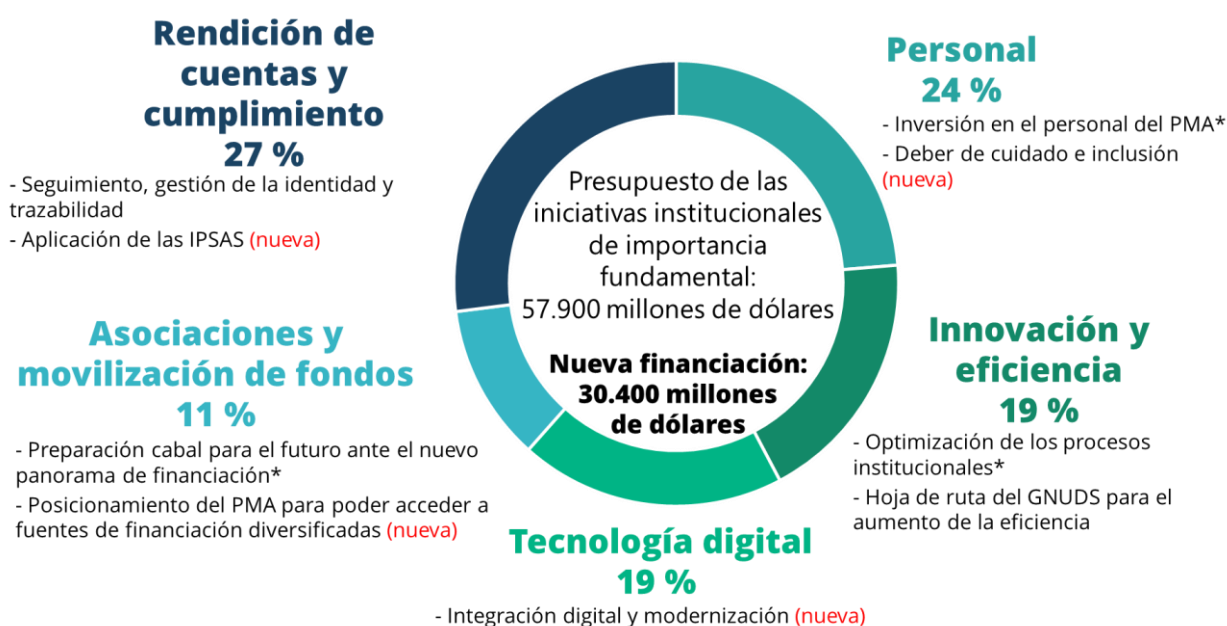 Rendición de
cuentas y
cumplimiento
27 %
- Seguimiento, gestión de la identidad y
trazabilidad
- Aplicación de las IPSAS (nueva)
Personal
24 %
- Inversión en el personal del PMA*
- Deber de cuidado e inclusión
(nueva)
Presupuesto de las
iniciativas institucionales
de importancia
fundamental:
57.900 millones de dólares
Nueva financiación:
30.400 millones
de dólares
Asociaciones y
movilización de fondos
11 %
- Preparación cabal para el futuro ante el nuevo
panorama de financiación*
- Posicionamiento del PMA para poder acceder a
fuentes de financiación diversificadas (nueva)
Innovación y
eficiencia
19 %
- Optimización de los procesos
institucionales*
- Hoja de ruta del GNUDS para el
aumento de la eficiencia
Tecnología digital
19 %
- Integración digital y modernización (nueva)